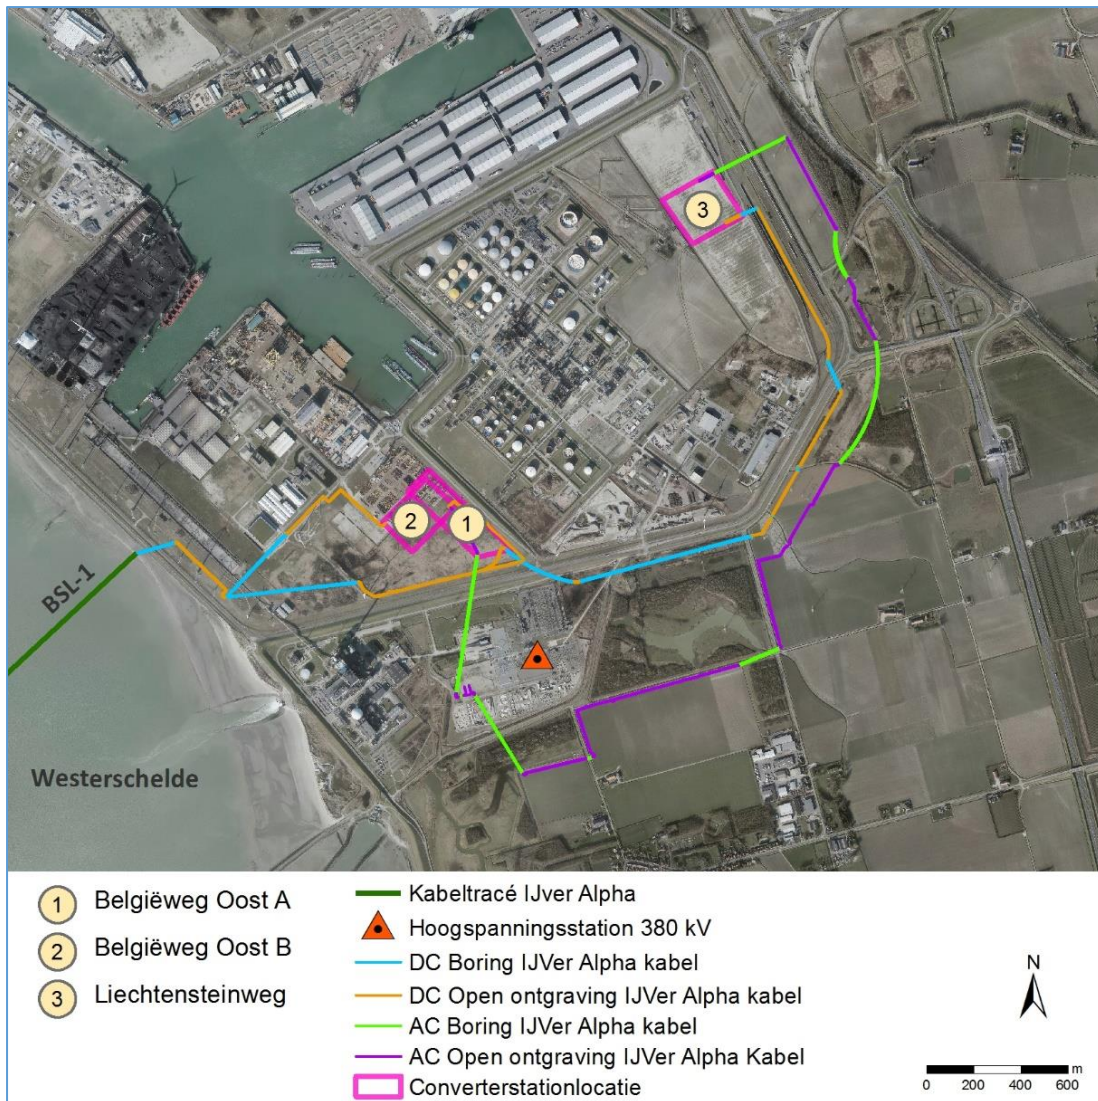 3
2
1
BSL-1
Westerschelde
1 Belgiëweg Oost A
2 Belgiëweg Oost B
3 Liechtensteinweg
Kabeltracé IJver Alpha
Hoogspanningsstation 380 kV
DC Boring IJVer Alpha kabel
DC Open ontgraving IJVer Alpha kabel
AC Boring IJVer Alpha kabel
AC Open ontgraving IJVer Alpha Kabel
Converterstationlocatie
N
m
0 200 400 600